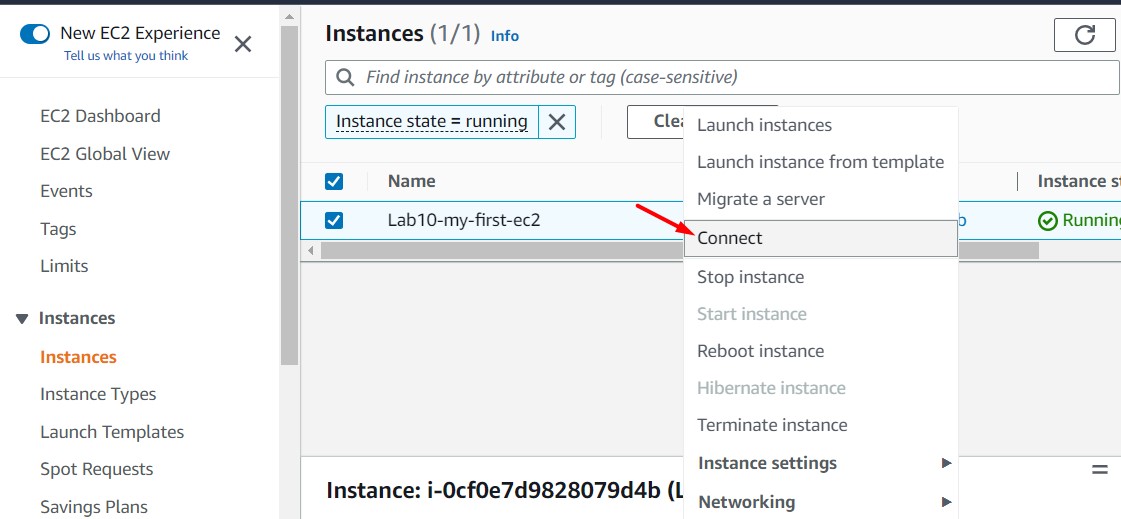 New EC2 Experience
Tell us what you think
EC2 Dashboard
EC2 Global View
Events
Tags
Limits
Instances
Instances
Instance Types
Launch Templates
Spot Requests
Savings Plans
Instances (1/1) Info
Find instance by attribute or tag (case-sensitive)
Instance state = running
Clea
Name
Instance st
Lab10-my-first-ec2
b
Running
Launch instances
Launch instance from template
Migrate a server
Connect
Stop instance
Start instance
Reboot instance
Hibernate instance
Terminate instance
Instance settings
Networking
Instance: i-0cf0e7d9828079d4b (L